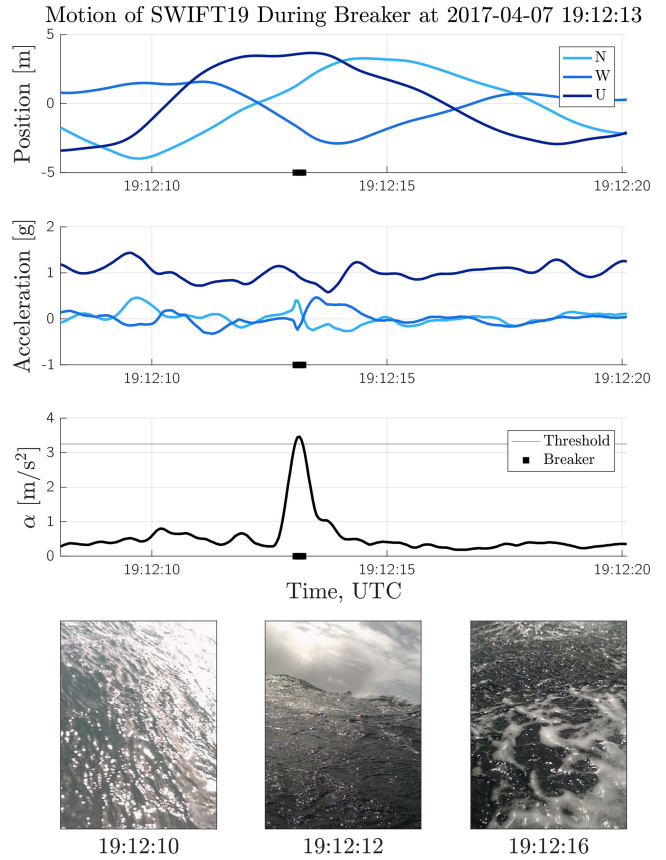 Motion of SWIFT19 During Breaker at 2017-04-07 19:12:13
Position [m]
5
0
-5
N
W
U
19:12:10
19:12:15
19:12:20
Acceleration [g]
2
1
0
-1
19:12:10
19:12:15
19:12:20
α [m/s²]
4
3
2
1
0
Threshold
Breaker
19:12:10
19:12:15
19:12:20
Time, UTC
19:12:10
19:12:12
19:12:16